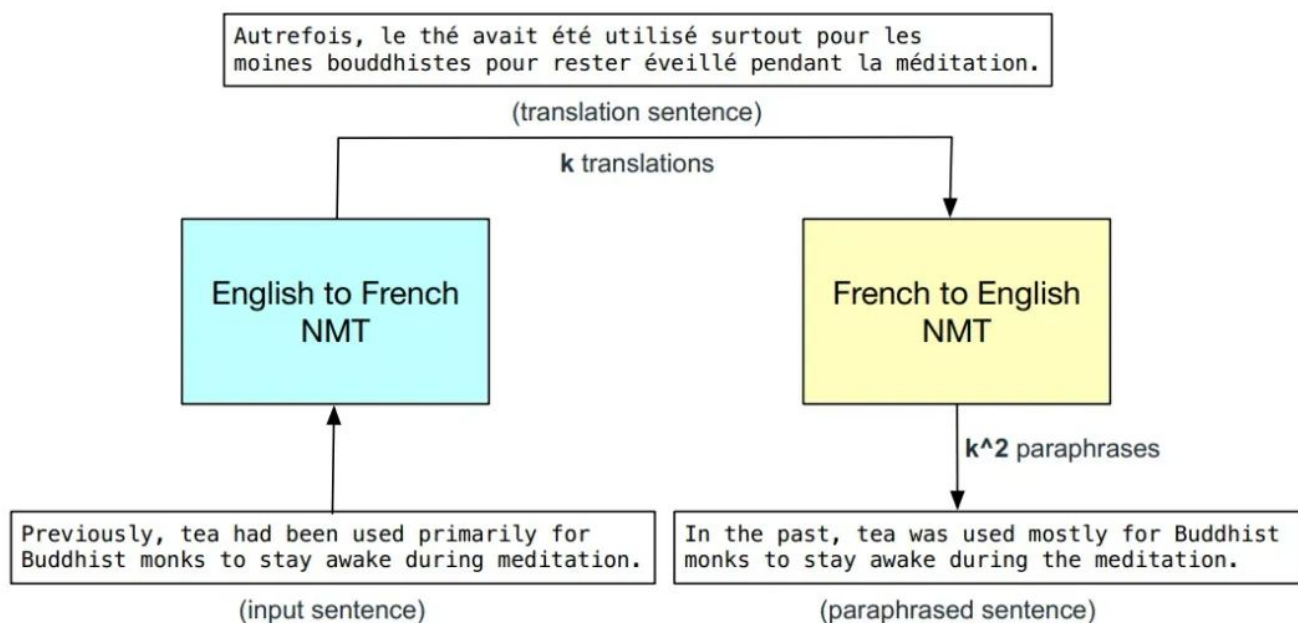 Autrefois, le thé avait été utilisé surtout pour les
moines bouddhistes pour rester éveillé pendant la méditation.
(translation sentence)
k translations
English to French
NMT
French to English
NMT
k^2 paraphrases
Previously, tea had been used primarily for
Buddhist monks to stay awake during meditation.
(input sentence)
In the past, tea was used mostly for Buddhist
monks to stay awake during the meditation.
(paraphrased sentence)